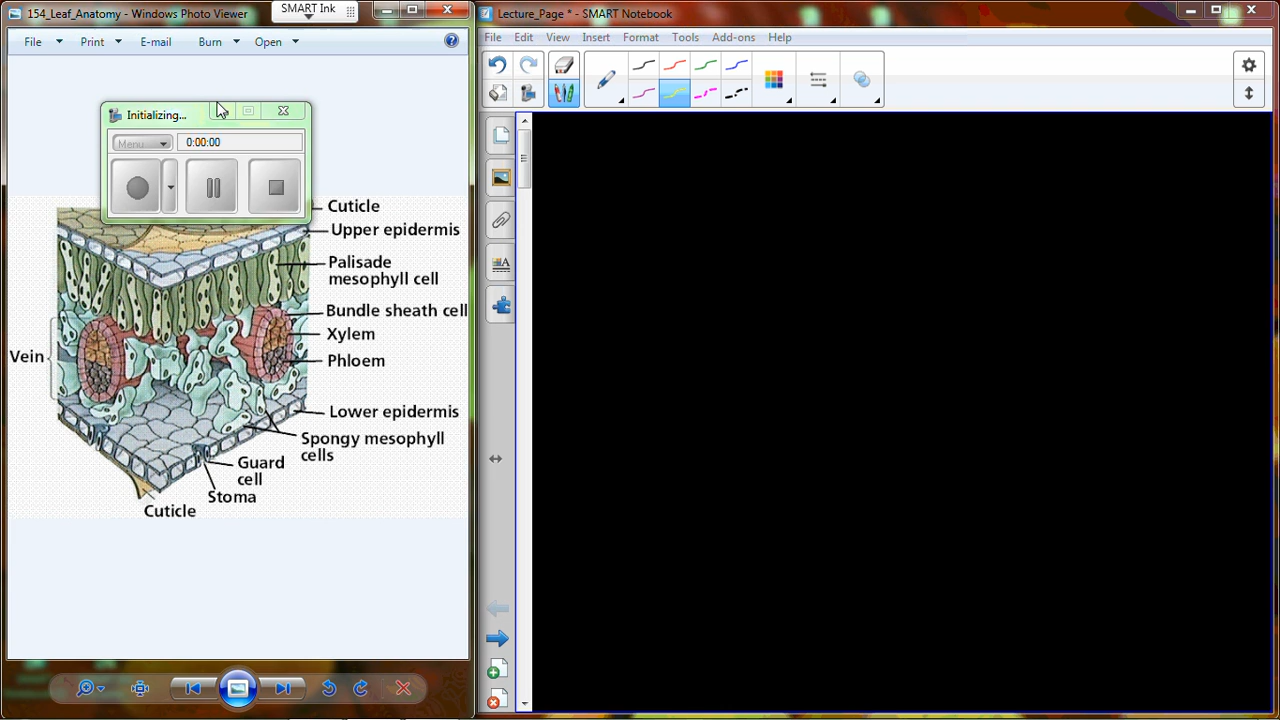 154_Leaf_Anatomy - Windows Photo Viewer
SMART Ink
File Print E-mail Burn Open
Initializing...
Menu 0:00:00
Cuticle
Upper epidermis
Palisade
mesophyll cell
Bundle sheath cell
Xylem
Vein
Phloem
Lower epidermis
Spongy mesophyll
cells
Guard
cell
Stoma
Cuticle
Lecture_Page * - SMART Notebook
File Edit View Insert Format Tools Add-ons Help